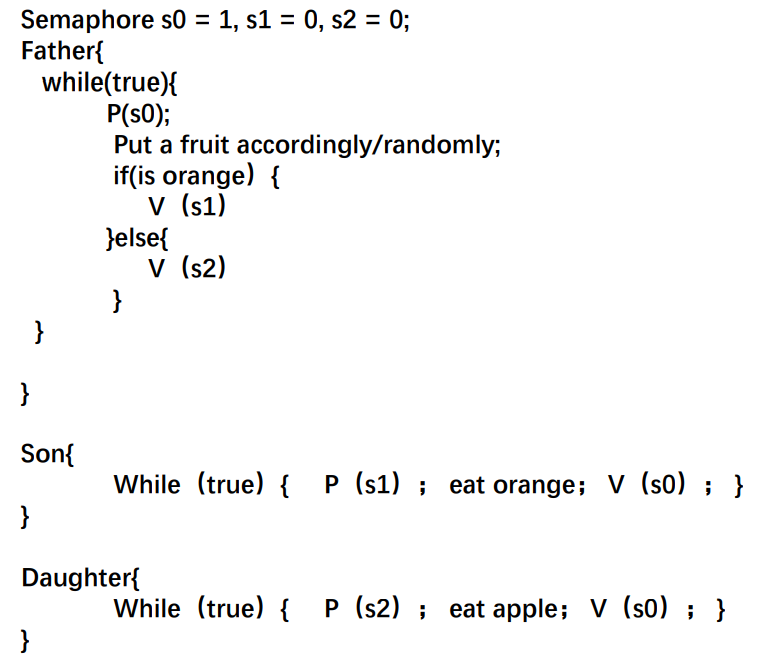 Semaphore s0 = 1, s1 = 0, s2 = 0;
Father{
while(true){
P(s0);
Put a fruit accordingly/randomly;
if(is orange）{
V（s1）
}else{
V（s2）
}
}
}
Son{
While（true）{ P（s1）； eat orange； V（s0）；}
}
Daughter{
While（true）{ P（s2）； eat apple； V（s0）；}
}